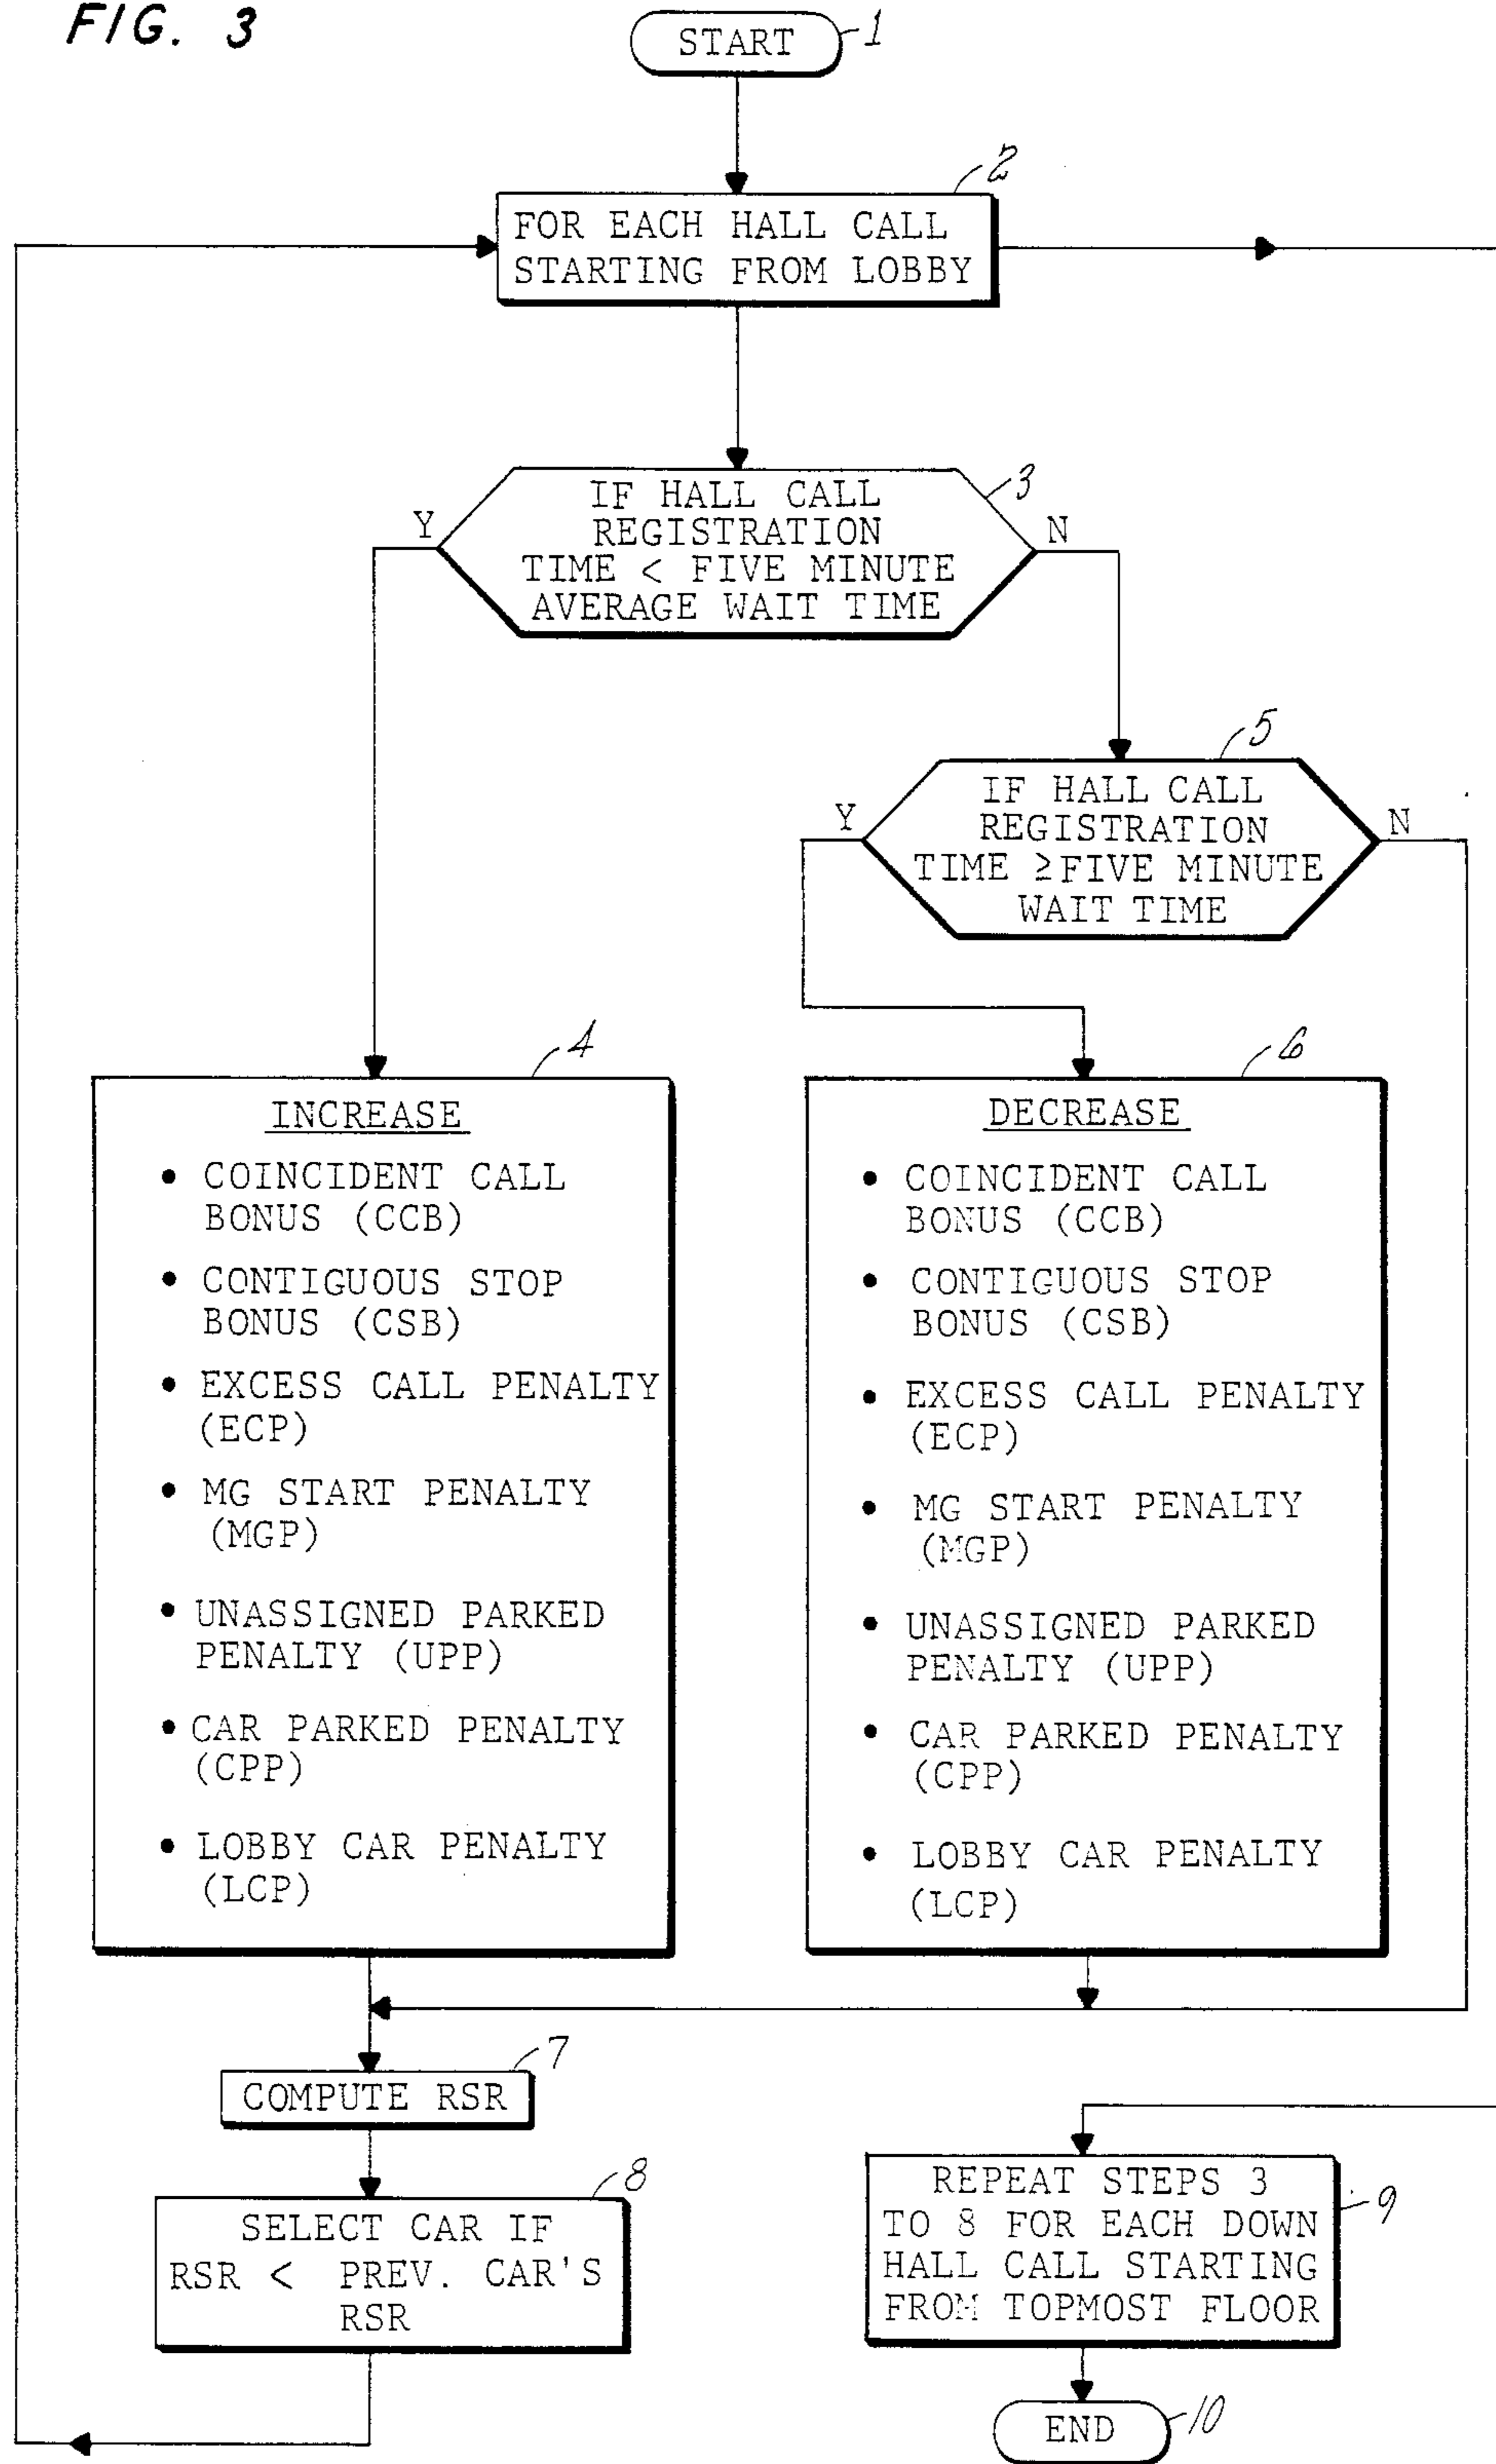 FIG. 3
START
1
2
FOR EACH HALL CALL
STARTING FROM LOBBY
3
IF HALL CALL
REGISTRATION
TIME < FIVE MINUTE
AVERAGE WAIT TIME
Y
N
5
IF HALL CALL
REGISTRATION
TIME ≥FIVE MINUTE
WAIT TIME
Y
N
4
INCREASE
• COINCIDENT CALL
BONUS (CCB)
• CONTIGUOUS STOP
BONUS (CSB)
• EXCESS CALL PENALTY
(ECP)
• MG START PENALTY
(MGP)
• UNASSIGNED PARKED
PENALTY (UPP)
• CAR PARKED PENALTY
(CPP)
• LOBBY CAR PENALTY
(LCP)
6
DECREASE
• COINCIDENT CALL
BONUS (CCB)
• CONTIGUOUS STOP
BONUS (CSB)
• EXCESS CALL PENALTY
(ECP)
• MG START PENALTY
(MGP)
• UNASSIGNED PARKED
PENALTY (UPP)
• CAR PARKED PENALTY
(CPP)
• LOBBY CAR PENALTY
(LCP)
7
COMPUTE RSR
8
SELECT CAR IF
RSR < PREV. CAR'S
RSR
9
REPEAT STEPS 3
TO 8 FOR EACH DOWN
HALL CALL STARTING
FROM TOPMOST FLOOR
END
10